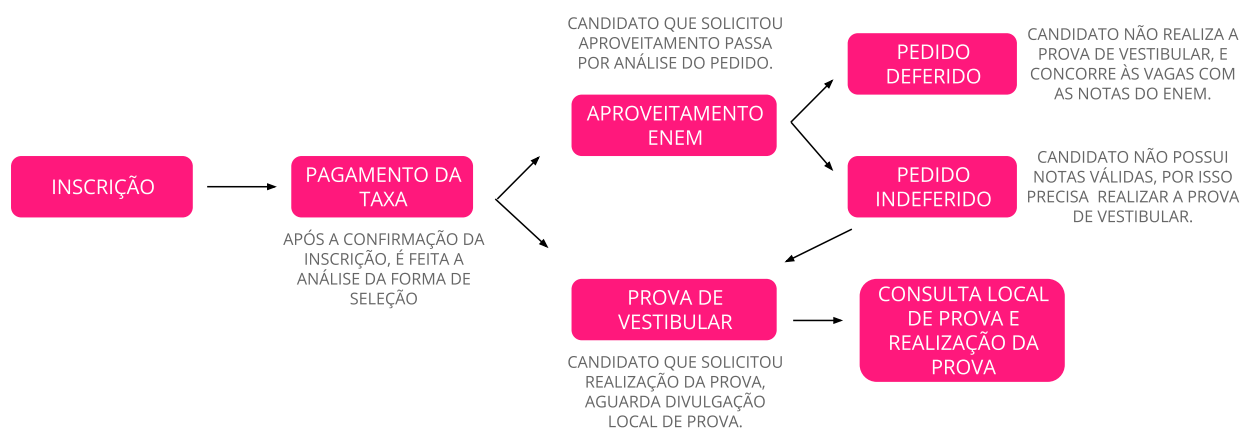 INSCRIÇÃO
PAGAMENTO DA
TAXA
APÓS A CONFIRMAÇÃO DA
INSCRIÇÃO, É FEITA A
ANÁLISE DA FORMA DE
SELEÇÃO
CANDIDATO QUE SOLICITOU
APROVEITAMENTO PASSA
POR ANÁLISE DO PEDIDO.
APROVEITAMENTO
ENEM
PEDIDO
DEFERIDO
CANDIDATO NÃO REALIZA A
PROVA DE VESTIBULAR, E
CONCORRE ÀS VAGAS COM
AS NOTAS DO ENEM.
PEDIDO
INDEFERIDO
CANDIDATO NÃO POSSUI
NOTAS VÁLIDAS, POR ISSO
PRECISA REALIZAR A PROVA
DE VESTIBULAR.
PROVA DE
VESTIBULAR
CANDIDATO QUE SOLICITOU
REALIZAÇÃO DA PROVA,
AGUARDA DIVULGAÇÃO
LOCAL DE PROVA.
CONSULTA LOCAL
DE PROVA E
REALIZAÇÃO DA
PROVA